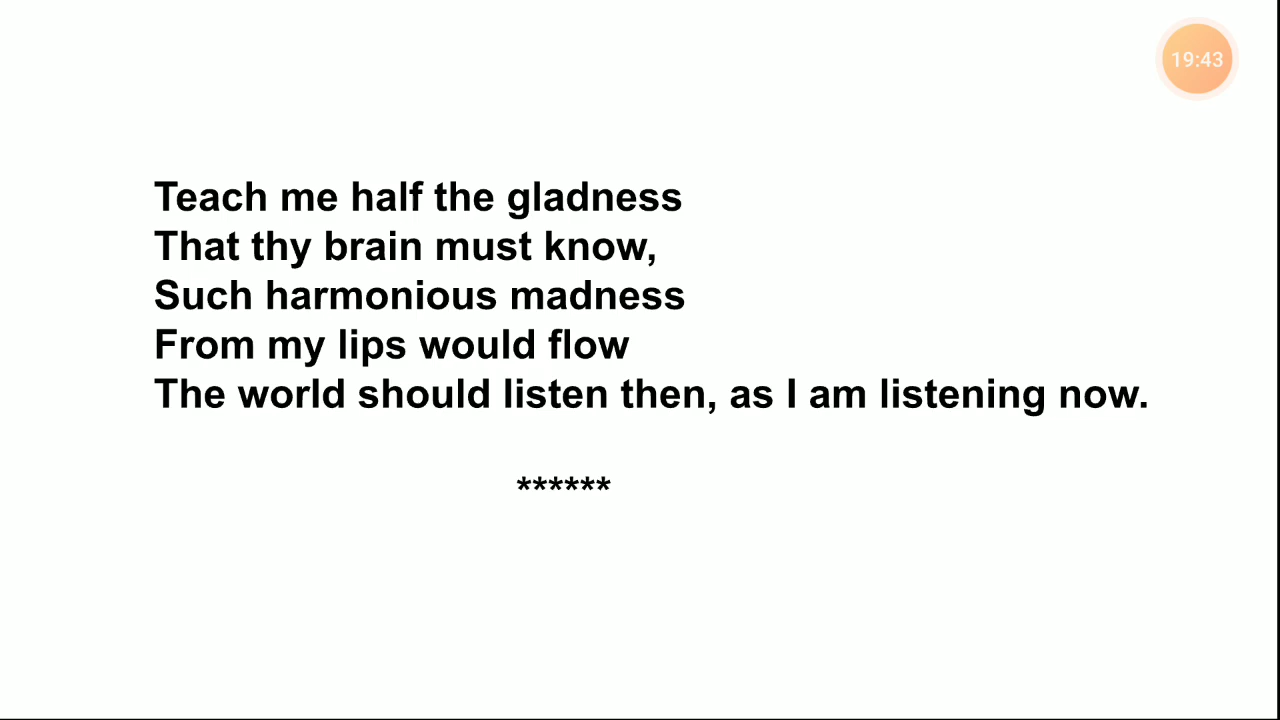 19:43
Teach me half the gladness
That thy brain must know,
Such harmonious madness
From my lips would flow
The world should listen then, as I am listening now.
******